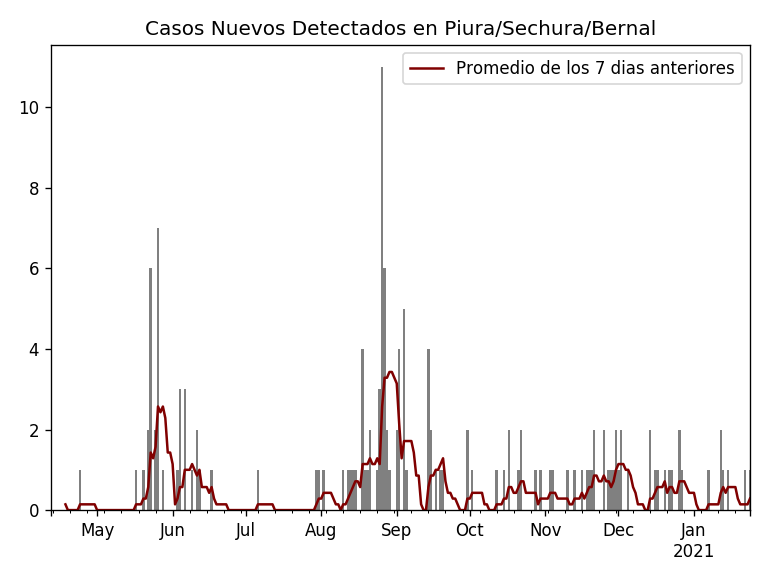 Casos Nuevos Detectados en Piura/Sechura/Bernal
Promedio de los 7 dias anteriores
10
8
6
4
2
0
May Jun Jul Aug Sep Oct Nov Dec Jan
2021